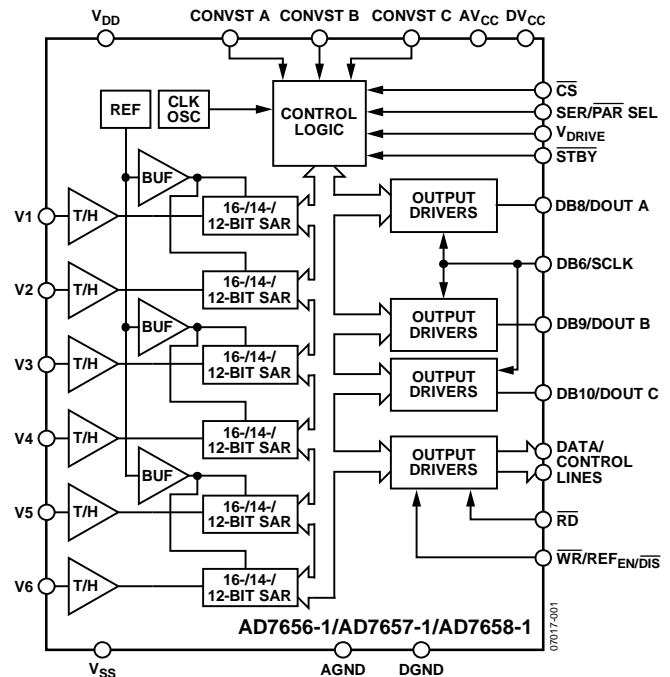 VDD
CONVST A
CONVST B
CONVST C
AVCC
DVCC
REF
CLK
OSC
CONTROL
LOGIC
CS
SER/PAR SEL
VDRIVE
STBY
BUF
V1
T/H
16-/14-/
12-BIT SAR
OUTPUT
DRIVERS
DB8/DOUT A
V2
T/H
16-/14-/
12-BIT SAR
DB6/SCLK
BUF
OUTPUT
DRIVERS
DB9/DOUT B
V3
T/H
16-/14-/
12-BIT SAR
OUTPUT
DRIVERS
DB10/DOUT C
V4
T/H
16-/14-/
12-BIT SAR
OUTPUT
DRIVERS
DATA/
CONTROL
LINES
BUF
V5
T/H
16-/14-/
12-BIT SAR
RD
WR/REFEN/DIS
V6
T/H
16-/14-/
12-BIT SAR
AD7656-1/AD7657-1/AD7658-1
07017-001
VSS
AGND
DGND